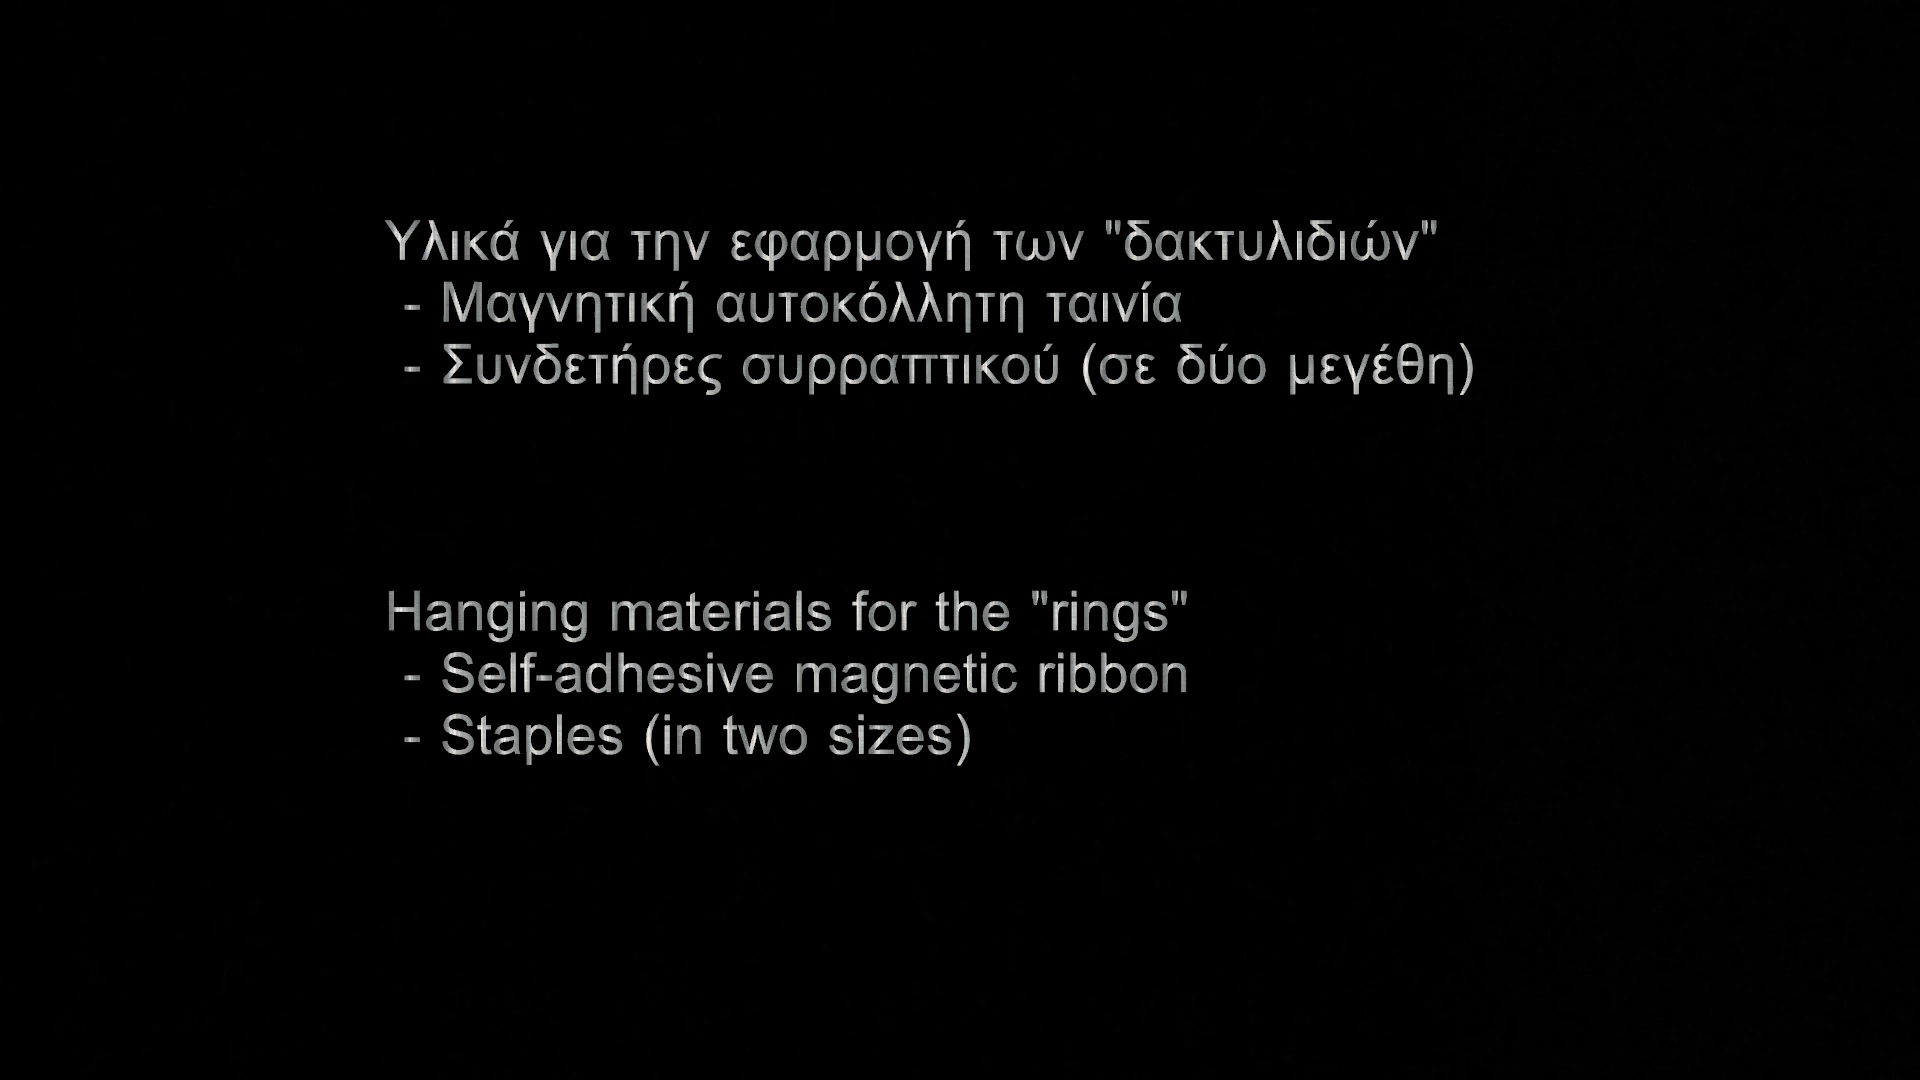 Υλικά για την εφαρμογή των "δακτυλιδιών"
- Μαγνητική αυτοκόλλητη ταινία
- Συνδετήρες συρραπτικού (σε δύο μεγέθη)
Hanging materials for the "rings"
- Self-adhesive magnetic ribbon
- Staples (in two sizes)